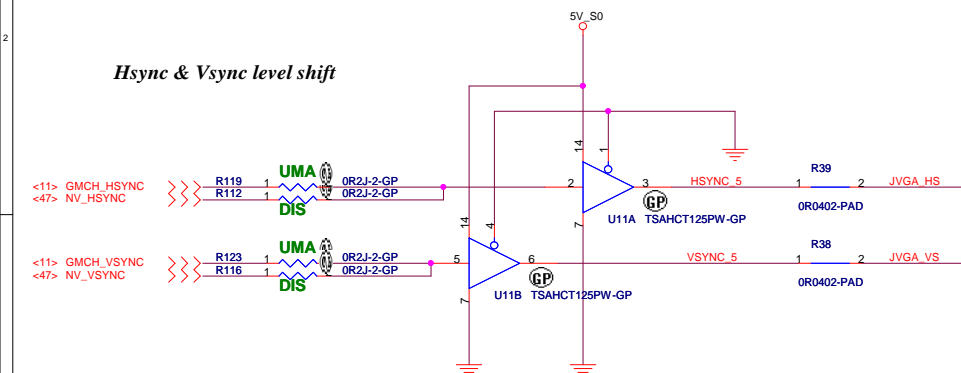 5V_S0
2
Hsync & Vsync level shift
14
1
UMA
R39
<11> GMCH_HSYNC
R119
1
0R2J-2-GP
2
3
HSYNC_5
1
2
JVGA_HS
<47> NV_HSYNC
R112
1
0R2J-2-GP
DIS
GP
0R0402-PAD
14
4
7
U11A TSAHCT125PW-GP
UMA
R38
<11> GMCH_VSYNC
R123
1
0R2J-2-GP
5
6
VSYNC_5
1
2
JVGA_VS
<47> NV_VSYNC
R116
1
0R2J-2-GP
DIS
GP
0R0402-PAD
7
U11B TSAHCT125PW-GP